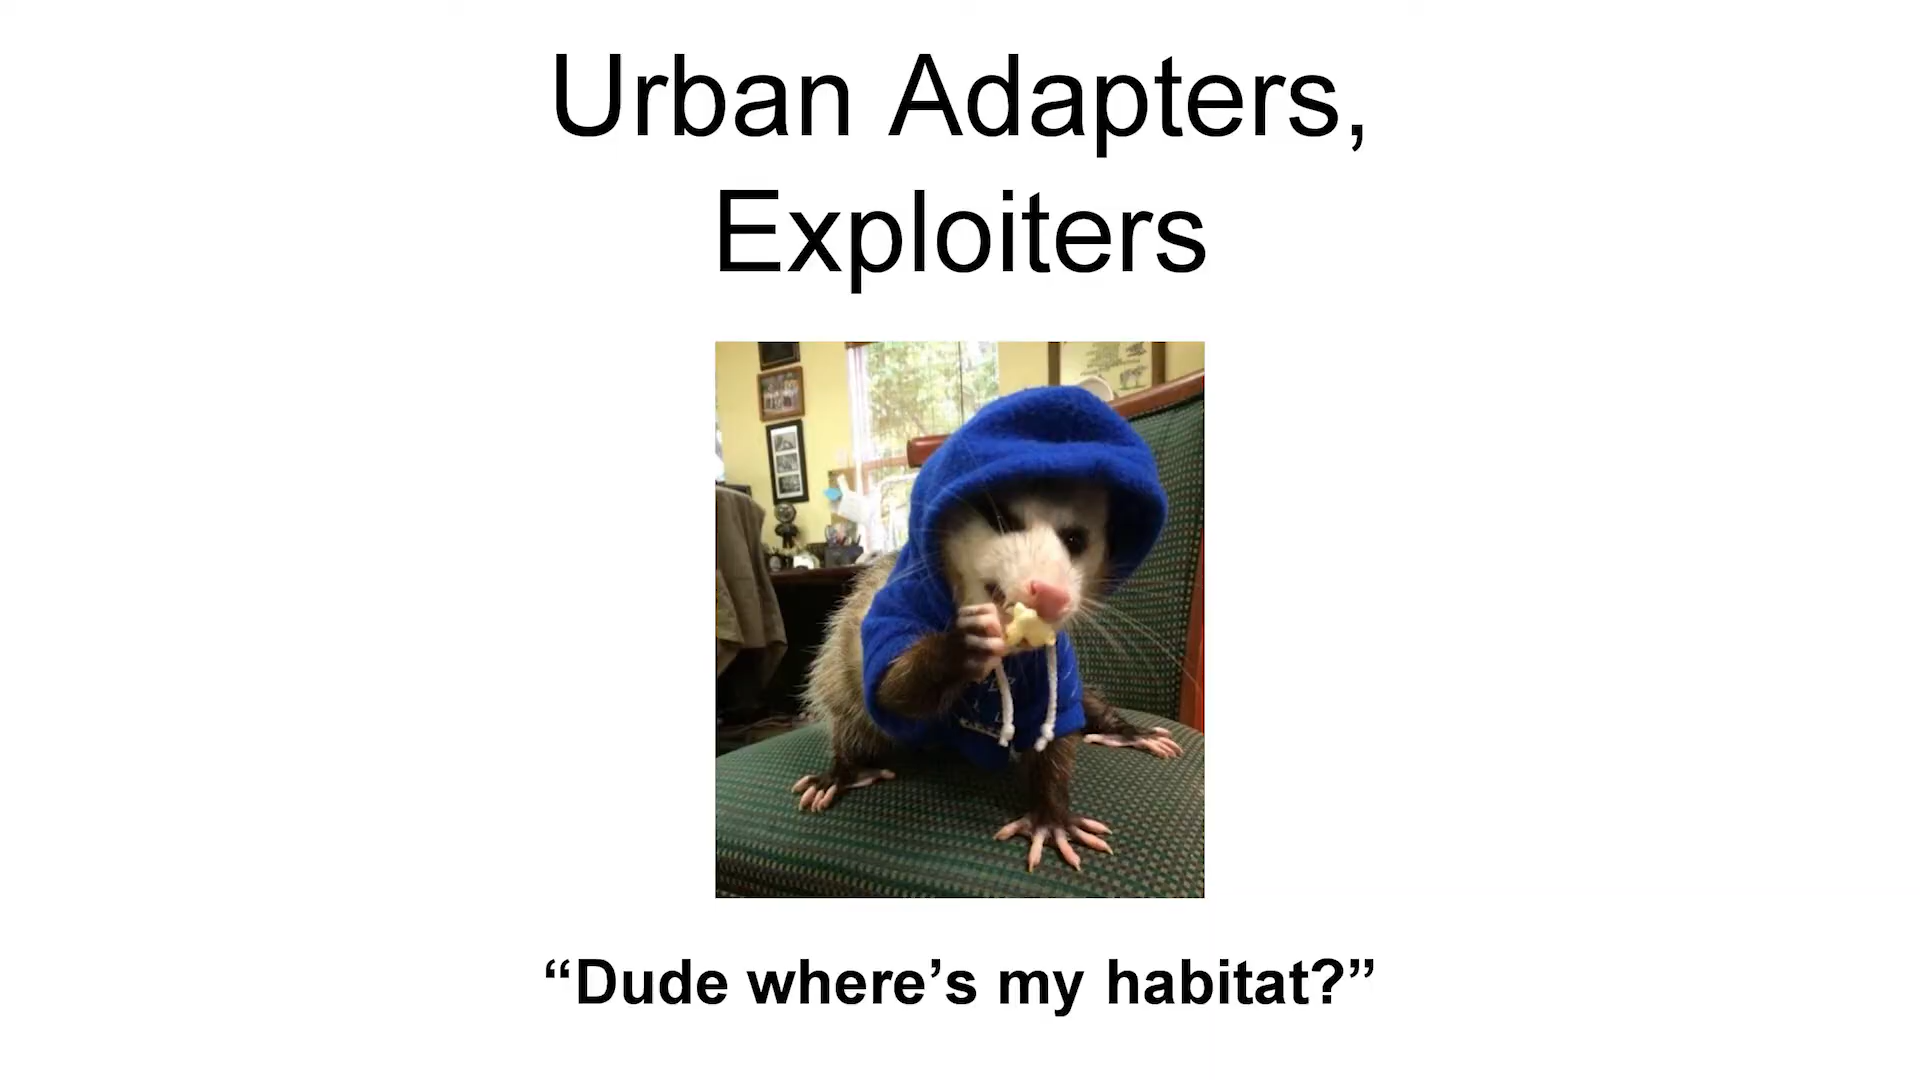 Urban Adapters,
Exploiters
“Dude where’s my habitat?”